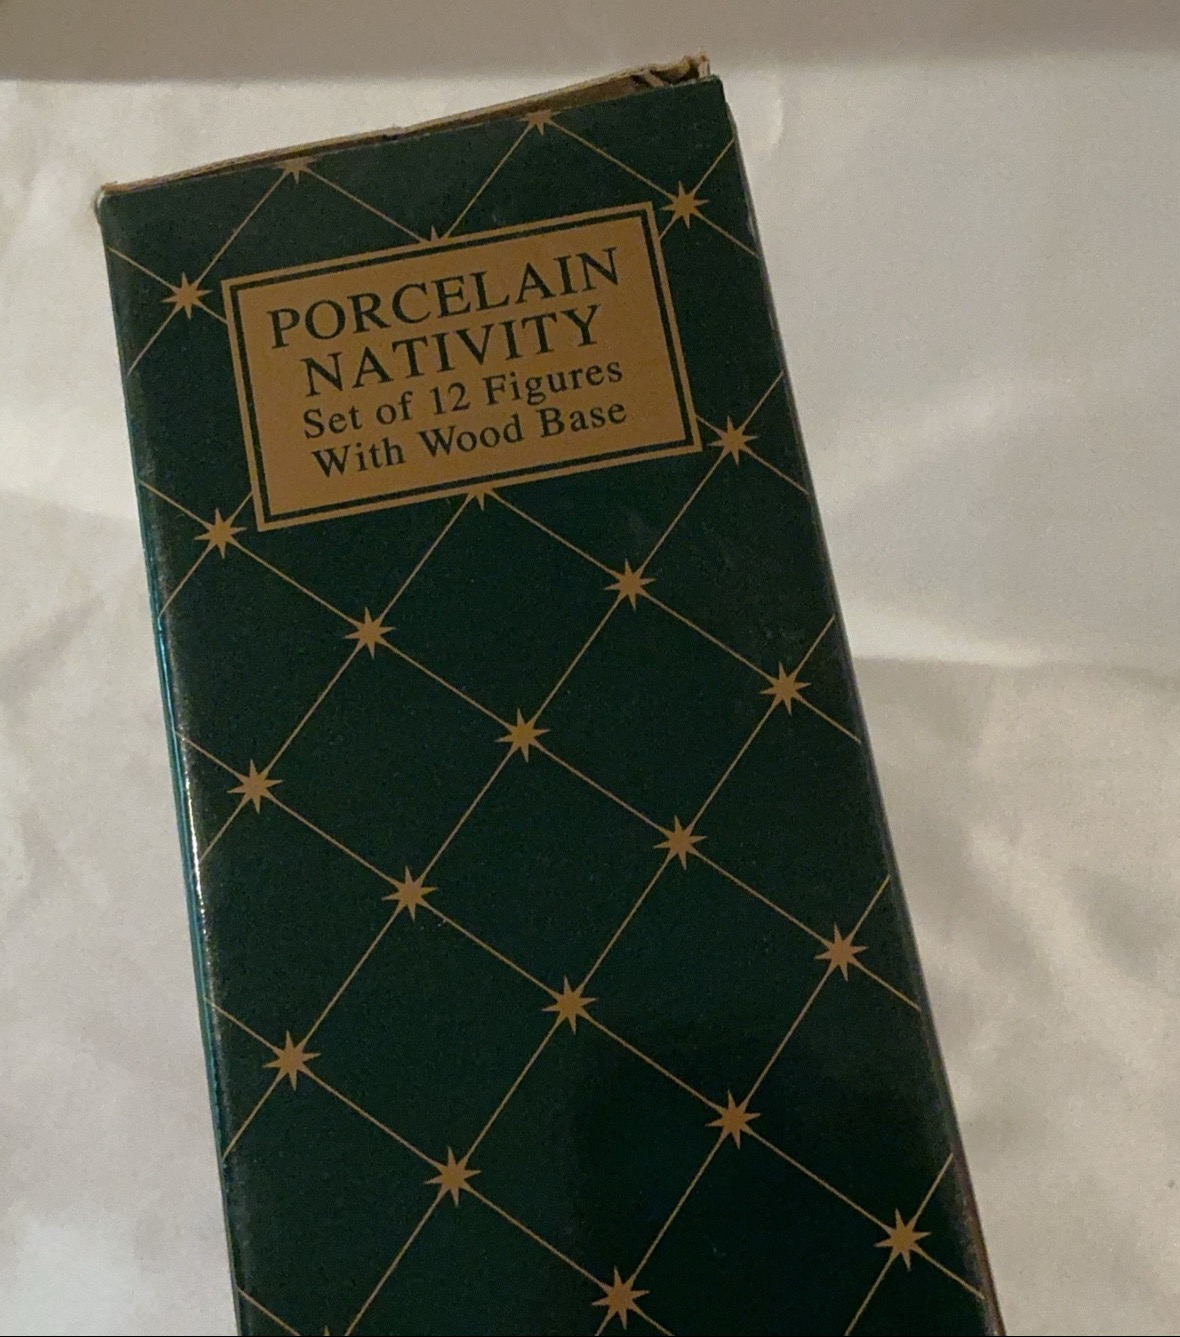 PORCELAIN
NATIVITY
Set of 12 Figures
With Wood Base